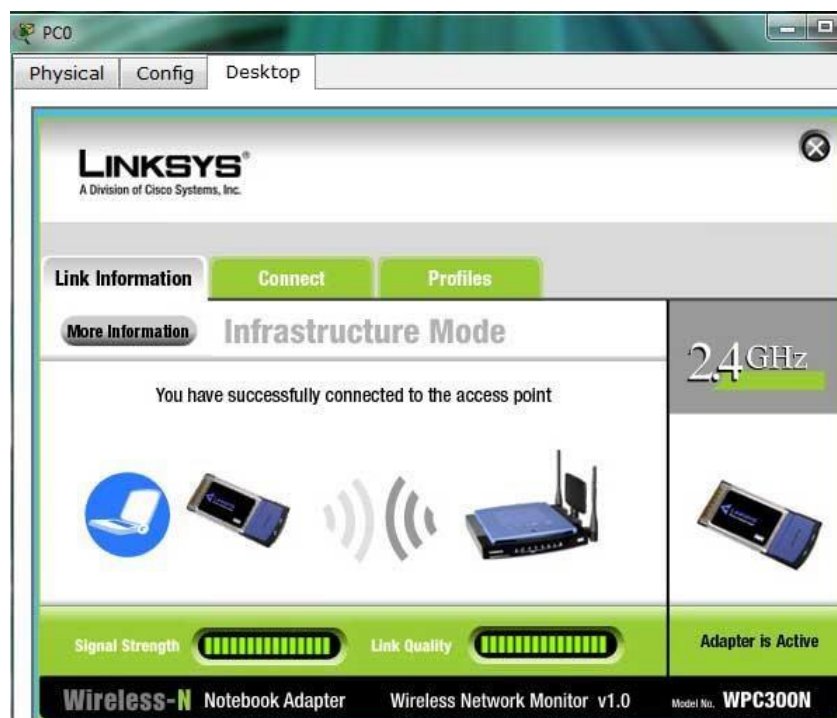 PC0
Physical Config Desktop
LINKSYS®
A Division of Cisco Systems, Inc.
Link Information Connect Profiles
More Information Infrastructure Mode
2.4GHz
You have successfully connected to the access point
Signal Strength Link Quality Adapter is Active
Wireless-N Notebook Adapter Wireless Network Monitor v1.0 Model No. WPC300N